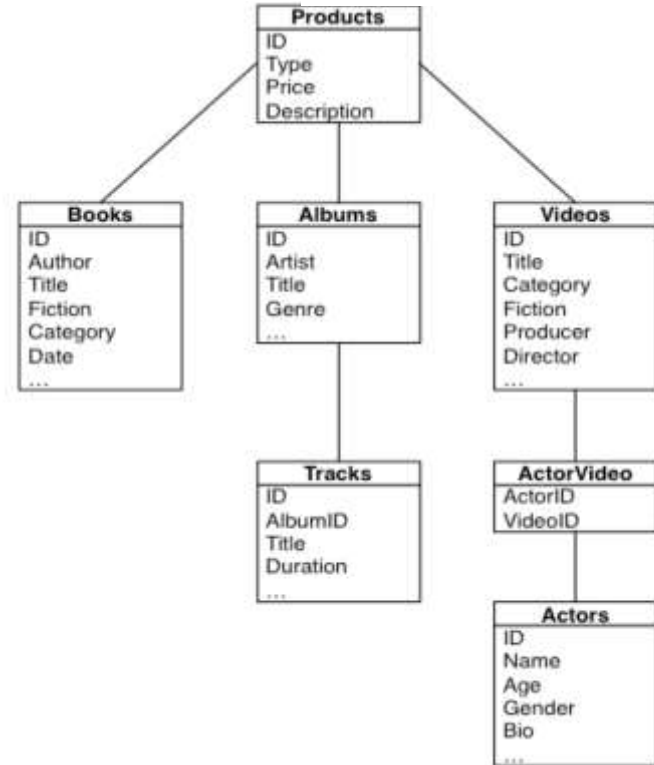 Products
ID
Type
Price
Description
Books
ID
Author
Title
Fiction
Category
Date
...
Albums
ID
Artist
Title
Genre
...
Videos
ID
Title
Category
Fiction
Producer
Director
...
Tracks
ID
AlbumID
Title
Duration
...
ActorVideo
ActorID
VideoID
Actors
ID
Name
Age
Gender
Bio
...